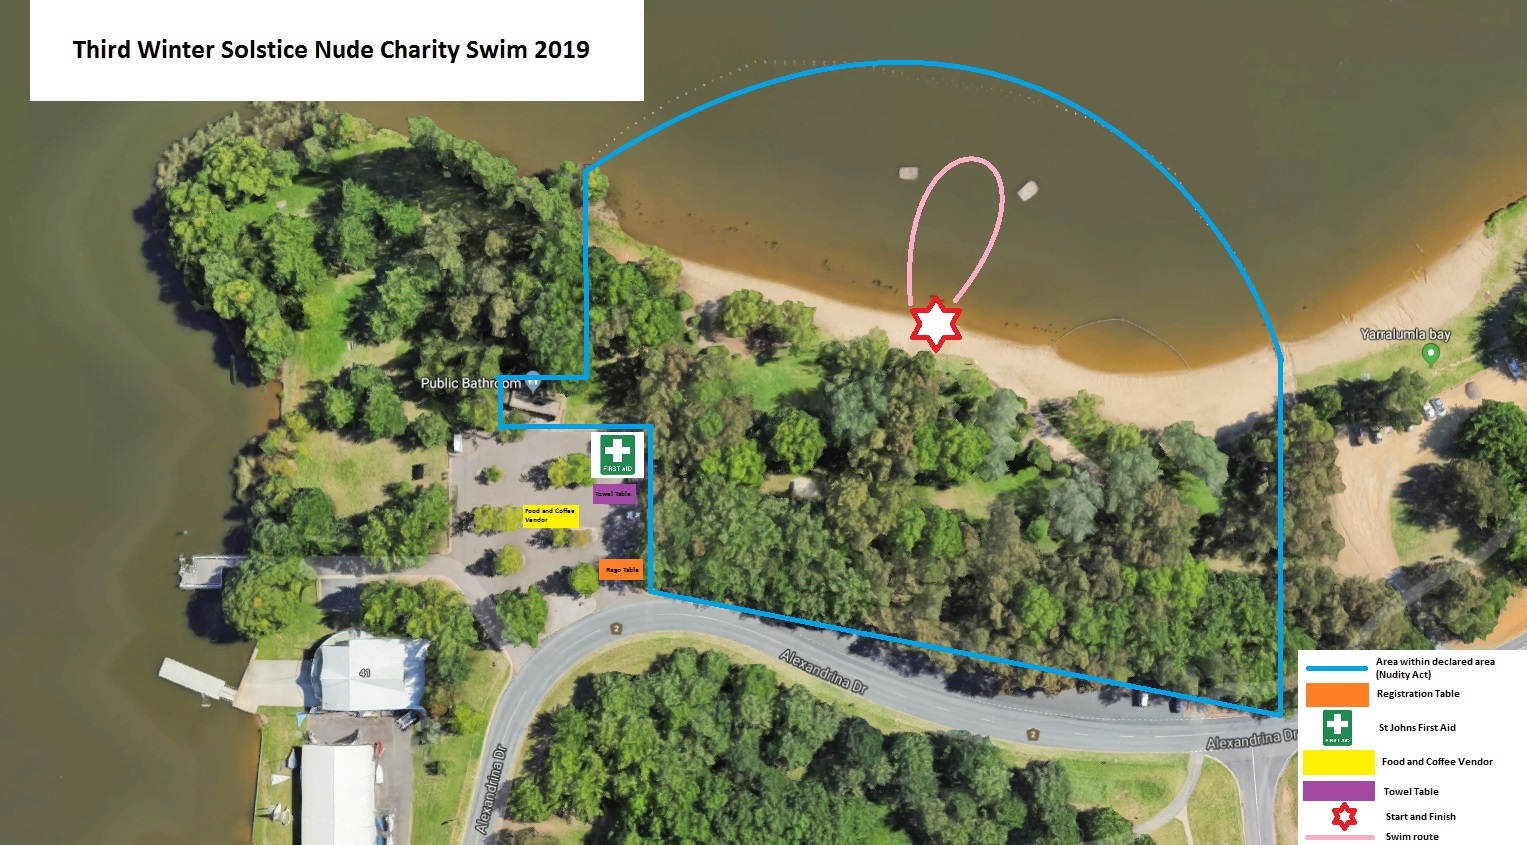 Third Winter Solstice Nude Charity Swim 2019
Public Bathroom
FIRST AID
Towel Table
Food and Coffee
Vendor
Rego Table
Yarralumla bay
2
Alexandrina Dr
41
2
Alexandrina Dr
Alexandrina Dr
Area within declared area
(Nudity Act)
Registration Table
FIRST AID
St Johns First Aid
Food and Coffee Vendor
Towel Table
Start and Finish
Swim route